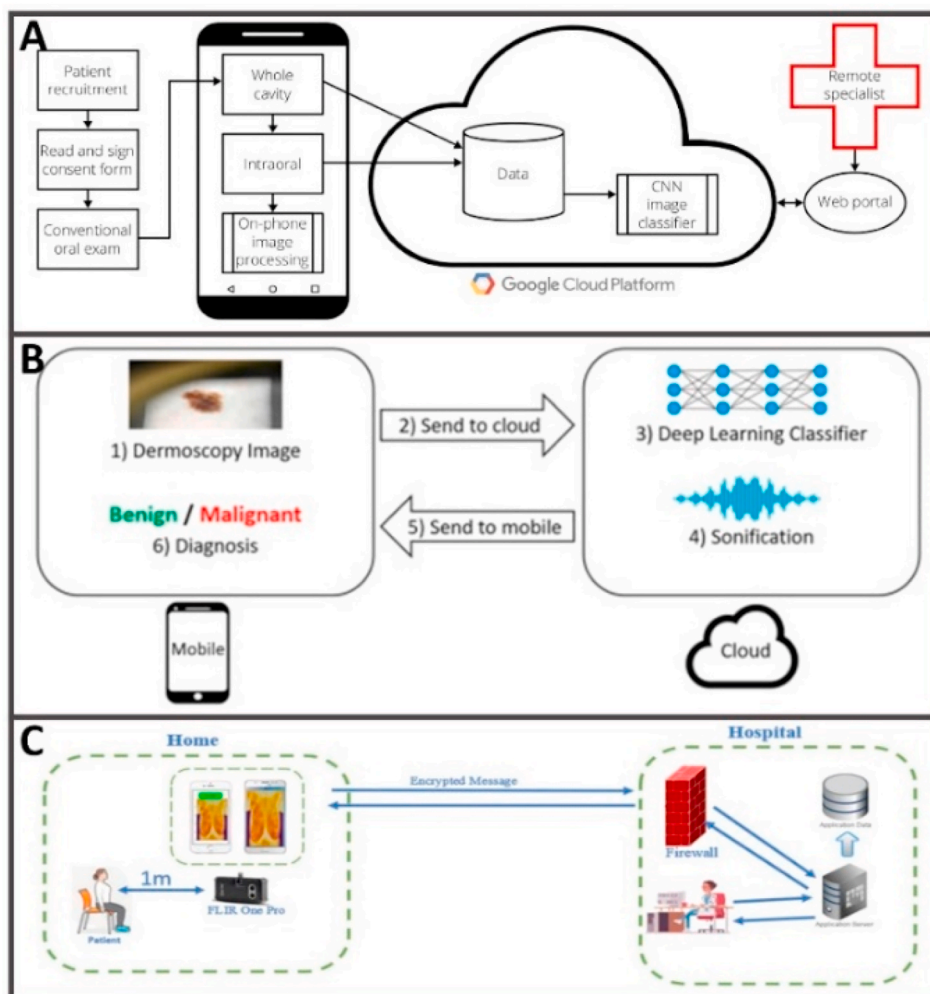 A
Patient
recruitment
Read and sign
consent form
Conventional
oral exam
Whole
cavity
Intraoral
On-phone
image
processing
Data
CNN
image
classifier
Google Cloud Platform
Remote
specialist
Web portal
B
1) Dermoscopy Image
2) Send to cloud
3) Deep Learning Classifier
Benign / Malignant
6) Diagnosis
5) Send to mobile
4) Sonification
Mobile
Cloud
C
Home
Hospital
Encrypted Message
Application Data
Firewall
1m
FLIR One Pro
Patient
Application Server